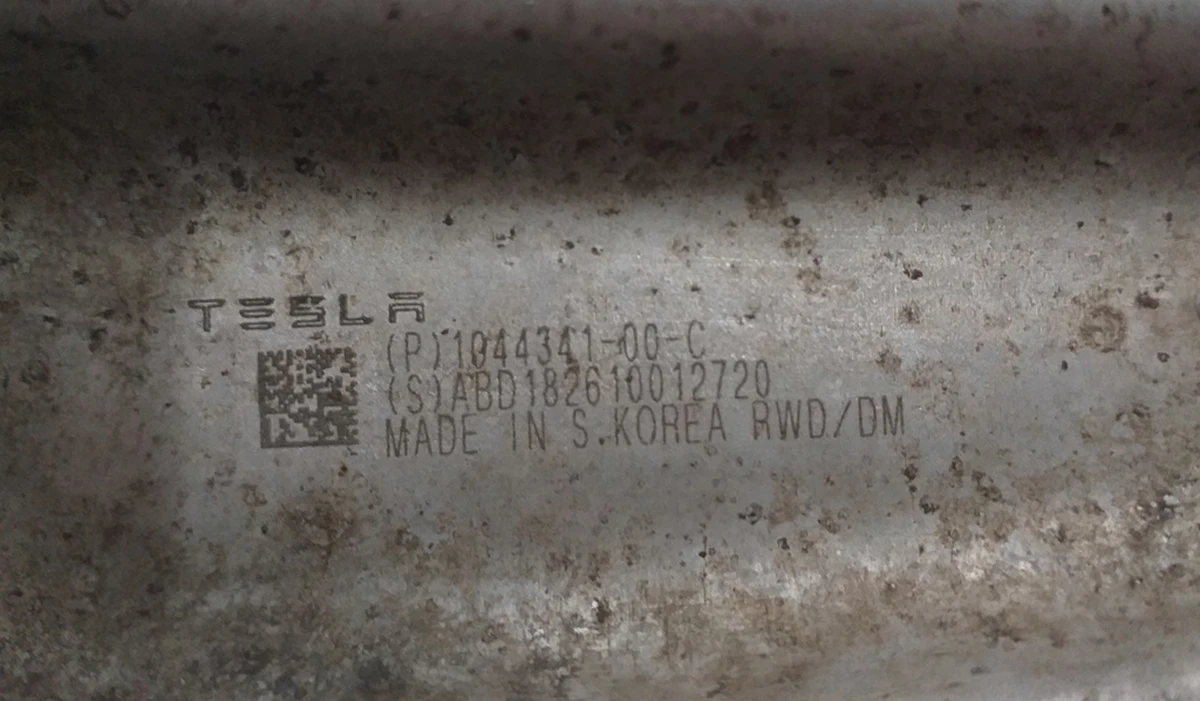 TESLA
(P)1044341-00-C
(S)ABD182610012720
MADE IN S.KOREA RWD/DM